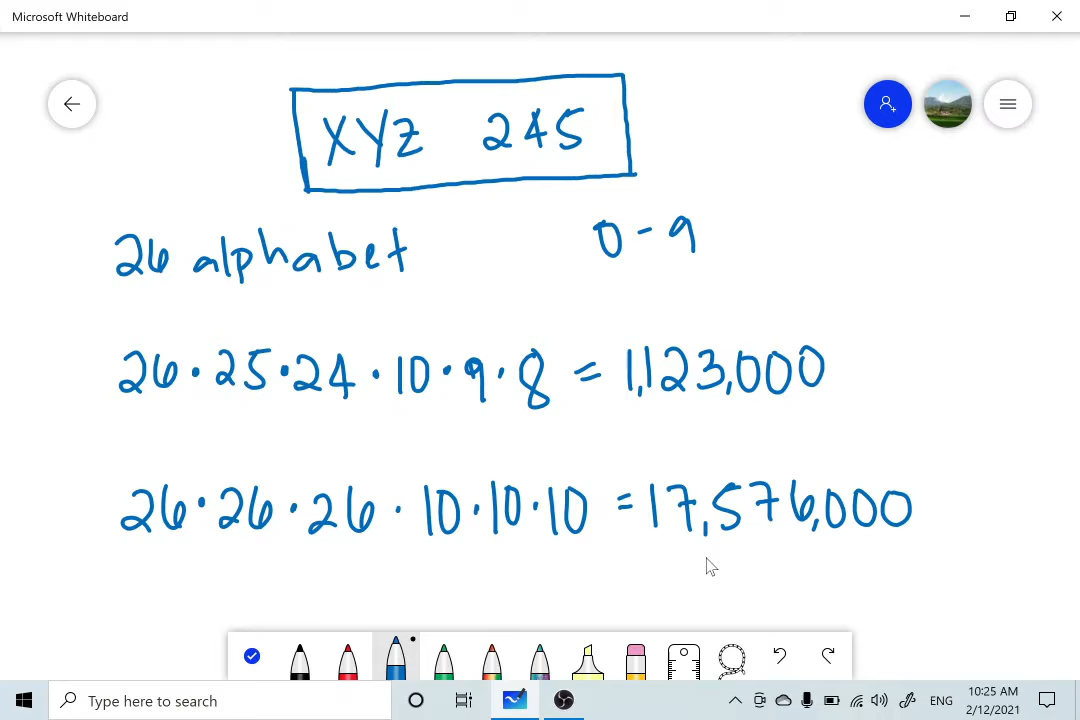 Microsoft Whiteboard
XYZ 245
26 alphabet 0-9
26 · 25 · 24 · 10 · 9 · 8 = 1,123,000
26 · 26 · 26 · 10 · 10 · 10 = 17,576,000
Type here to search
ENG
10:25 AM
2/12/2021